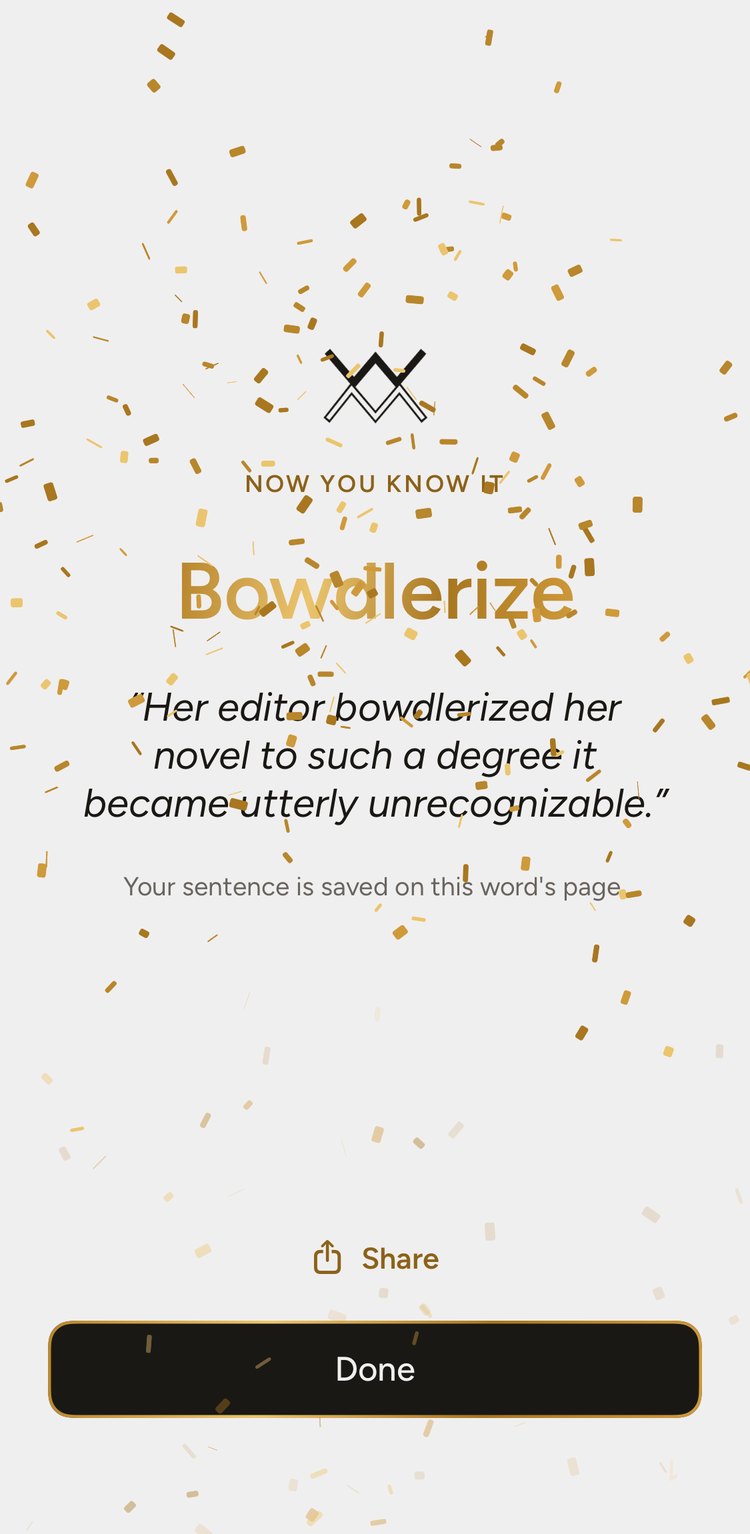 NOW YOU KNOW IT
Bowdlerize
“Her editor bowdlerized her
novel to such a degree it
became utterly unrecognizable.”
Your sentence is saved on this word's page.
Share
Done